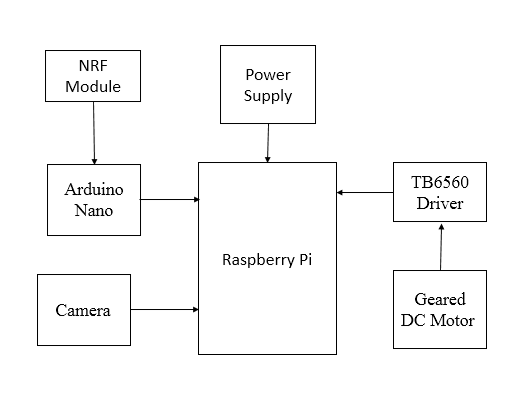 NRF
Module
Power
Supply
Arduino
Nano
TB6560
Driver
Raspberry Pi
Camera
Geared
DC Motor